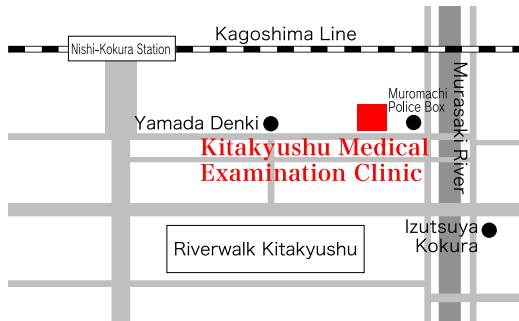 Kagoshima Line
Nishi-Kokura Station
Muromachi
Police Box
Yamada Denki
Murasaki River
Kitakyushu Medical
Examination Clinic
Izutsuya
Kokura
Riverwalk Kitakyushu